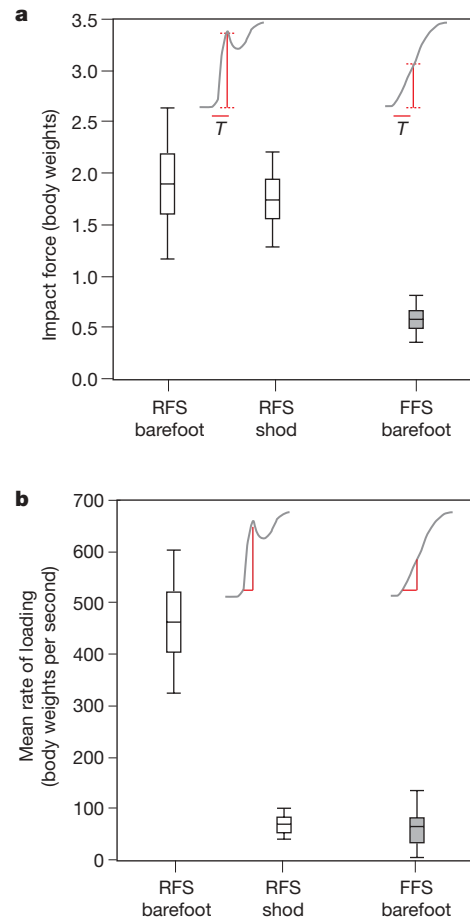 a
Impact force (body weights)
3.5
3.0
2.5
2.0
1.5
1.0
0.5
0.0
T
T
RFS
barefoot
RFS
shod
FFS
barefoot
b
Mean rate of loading
(body weights per second)
700
600
500
400
300
200
100
0
RFS
barefoot
RFS
shod
FFS
barefoot